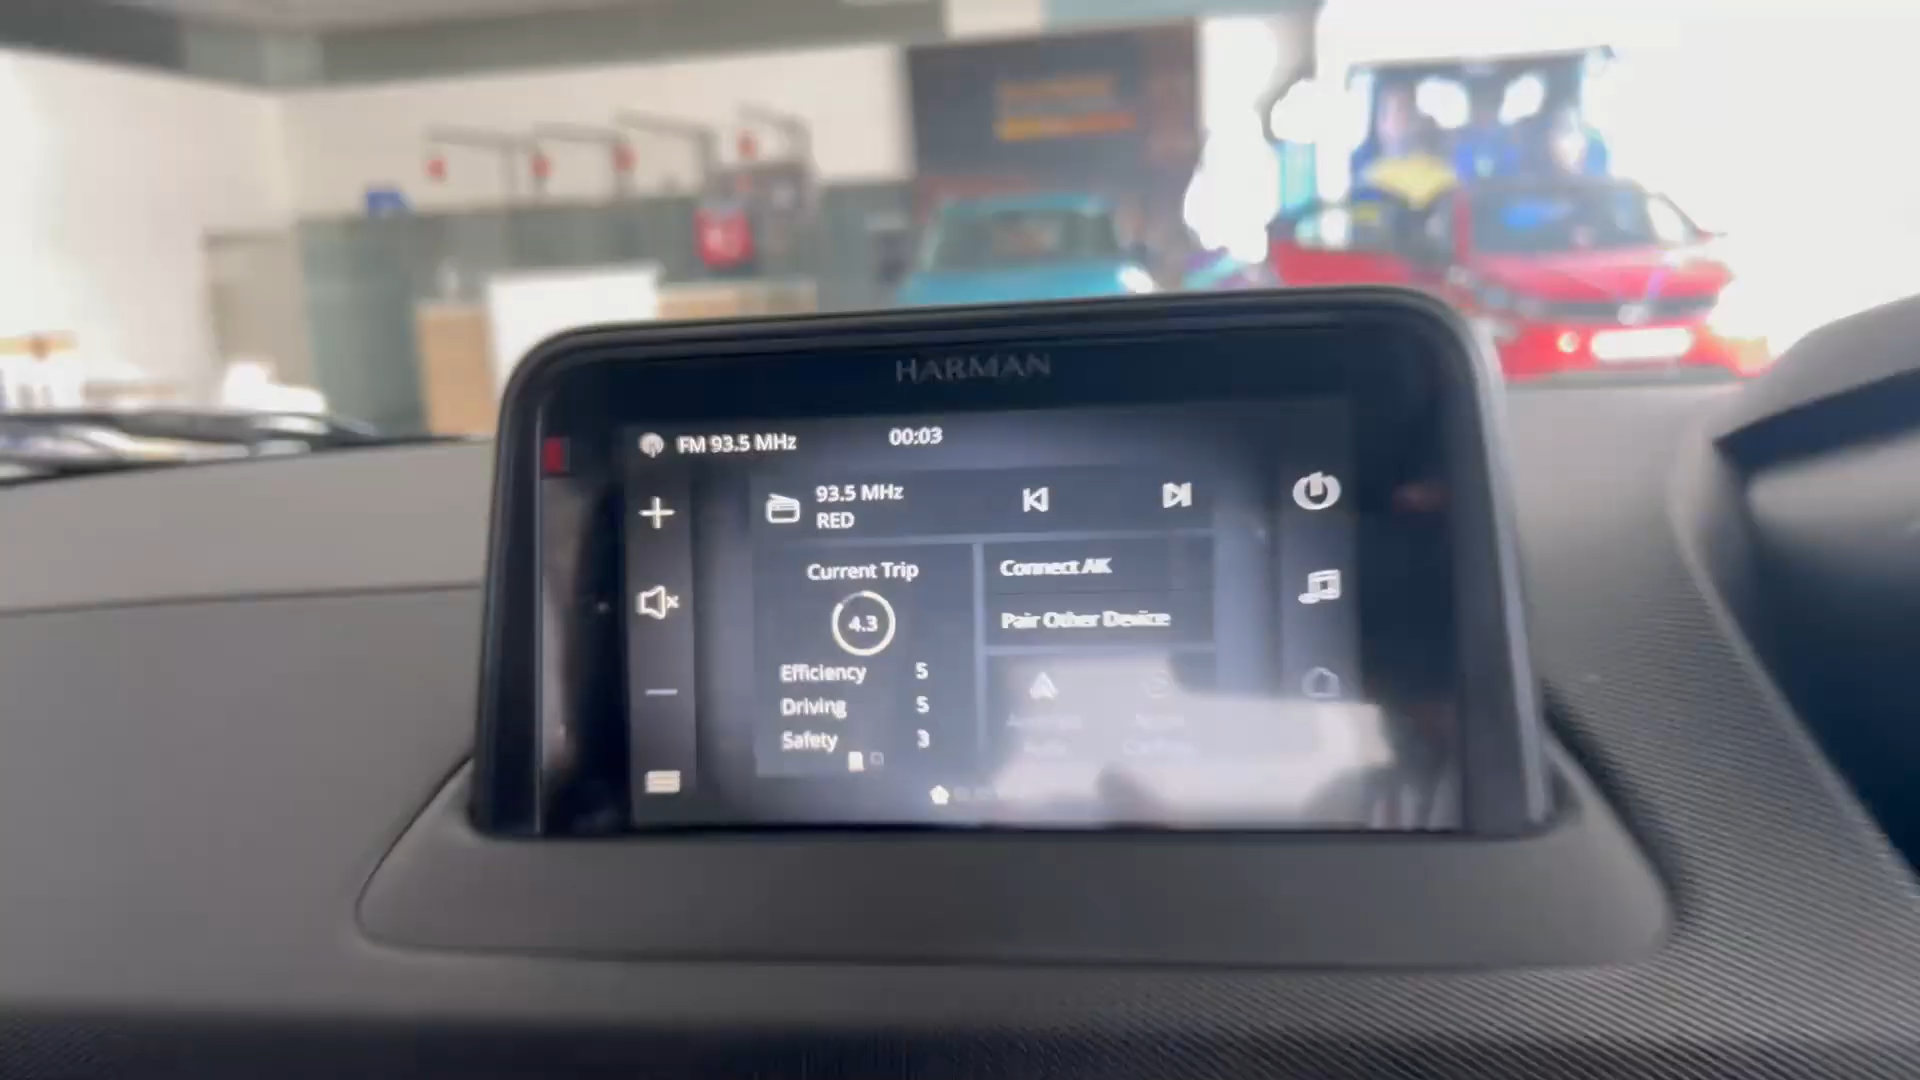 HARMAN
FM 93.5 MHz
00:03
93.5 MHz
RED
Current Trip
4.3
Efficiency 5
Driving 5
Safety 3
Connect AK
Pair Other Device